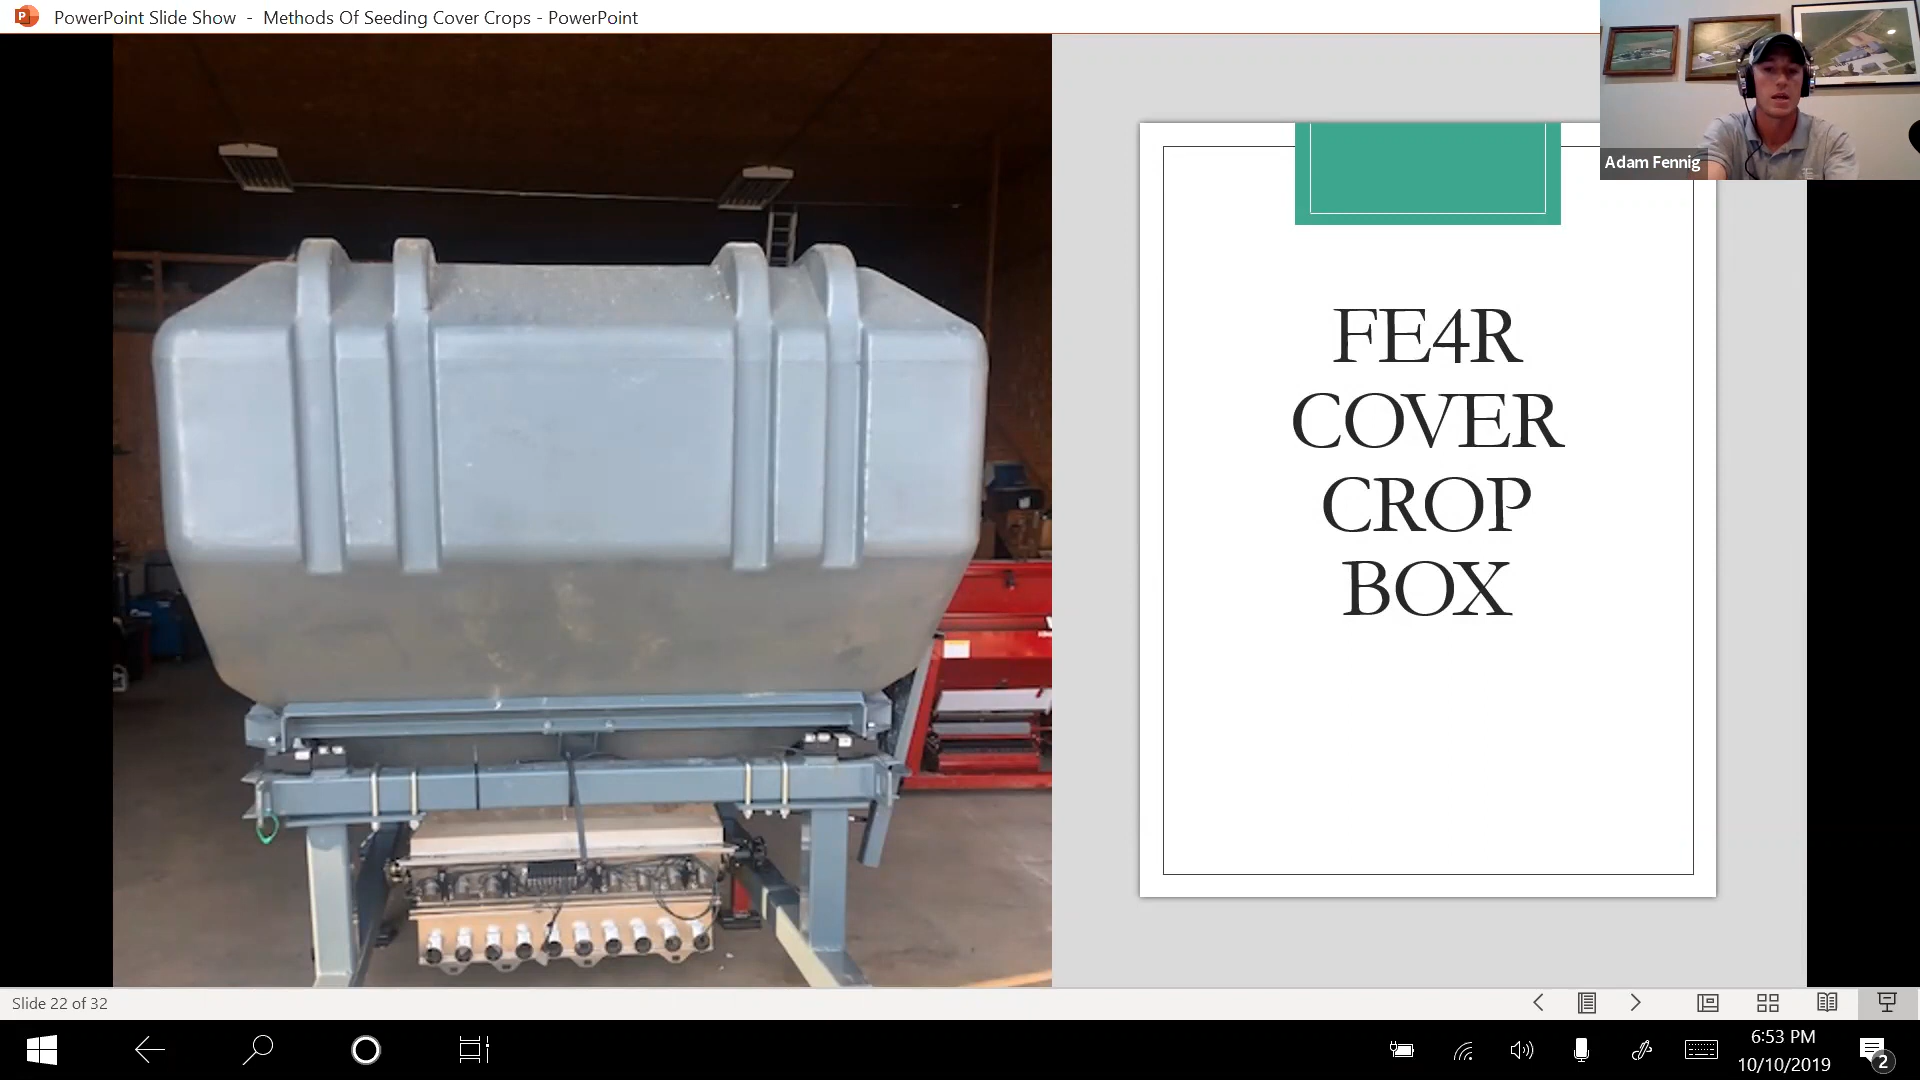 PowerPoint Slide Show - Methods Of Seeding Cover Crops - PowerPoint
Adam Fennig
FE4R
COVER
CROP
BOX
Slide 22 of 32
6:53 PM
10/10/2019
2